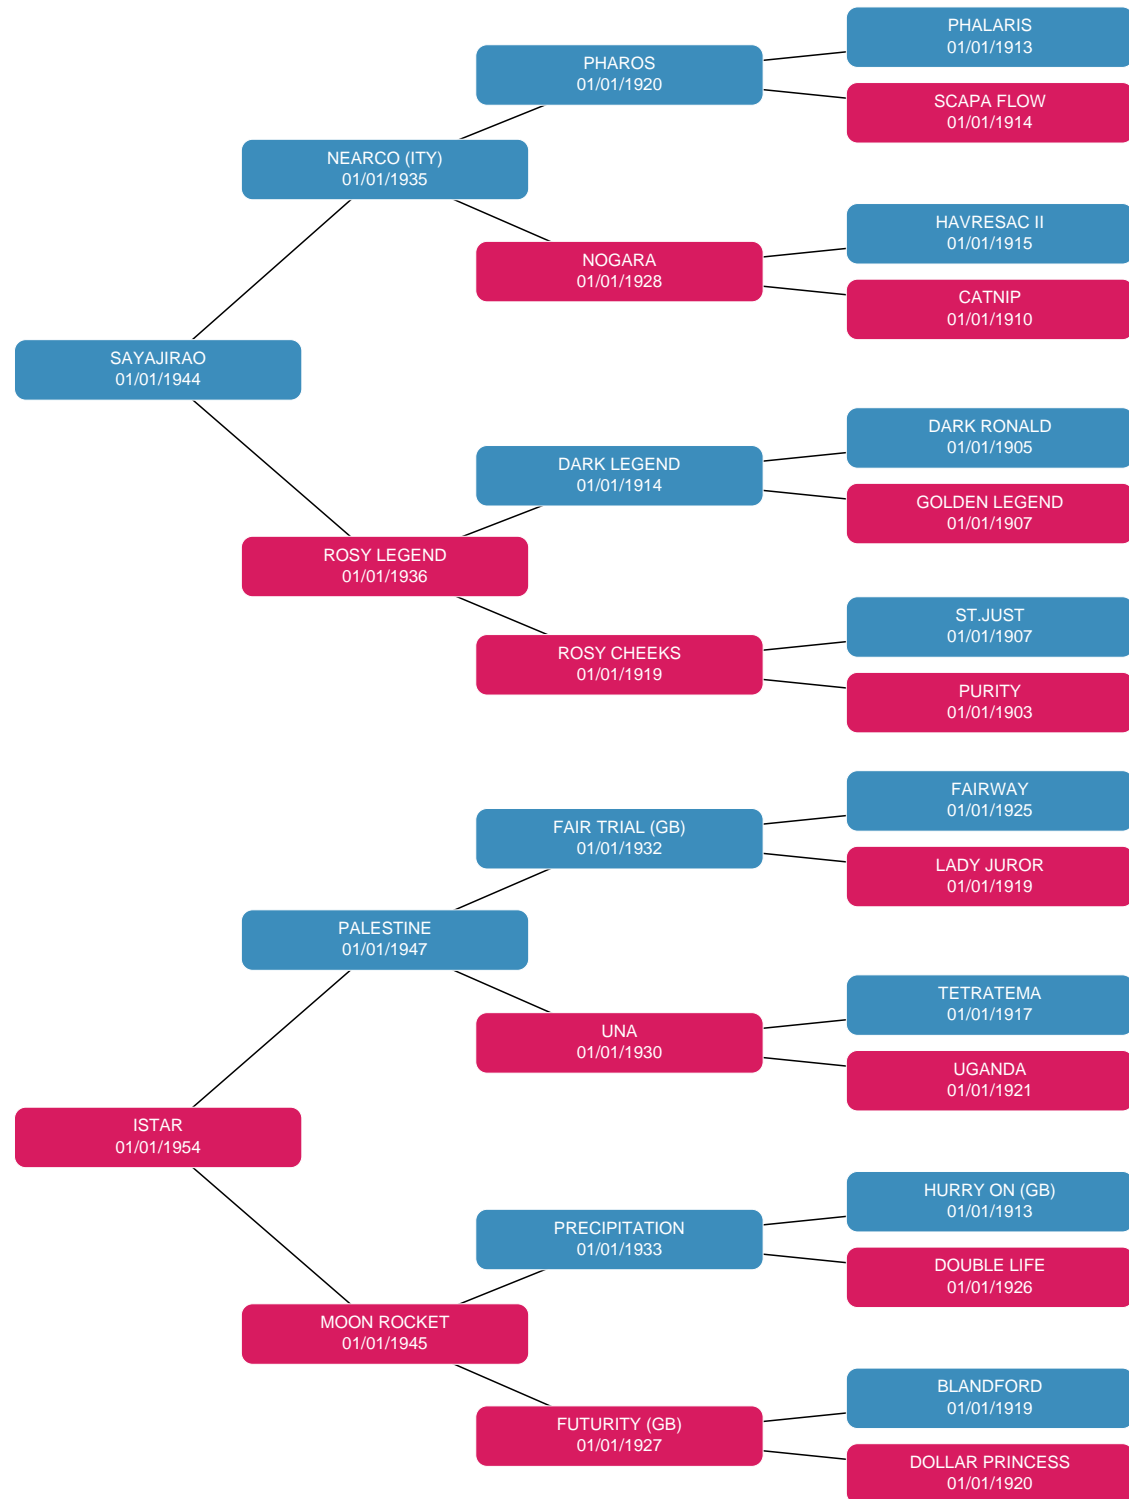 PHALARIS
01/01/1913
PHAROS
01/01/1920
SCAPA FLOW
01/01/1914
NEARCO (ITY)
01/01/1935
HAVRESAC II
01/01/1915
NOGARA
01/01/1928
CATNIP
01/01/1910
SAYAJIRAO
01/01/1944
DARK RONALD
01/01/1905
DARK LEGEND
01/01/1914
GOLDEN LEGEND
01/01/1907
ROSY LEGEND
01/01/1936
ST.JUST
01/01/1907
ROSY CHEEKS
01/01/1919
PURITY
01/01/1903
FAIRWAY
01/01/1925
FAIR TRIAL (GB)
01/01/1932
LADY JUROR
01/01/1919
PALESTINE
01/01/1947
TETRATEMA
01/01/1917
UNA
01/01/1930
UGANDA
01/01/1921
ISTAR
01/01/1954
HURRY ON (GB)
01/01/1913
PRECIPITATION
01/01/1933
DOUBLE LIFE
01/01/1926
MOON ROCKET
01/01/1945
BLANDFORD
01/01/1919
FUTURITY (GB)
01/01/1927
DOLLAR PRINCESS
01/01/1920